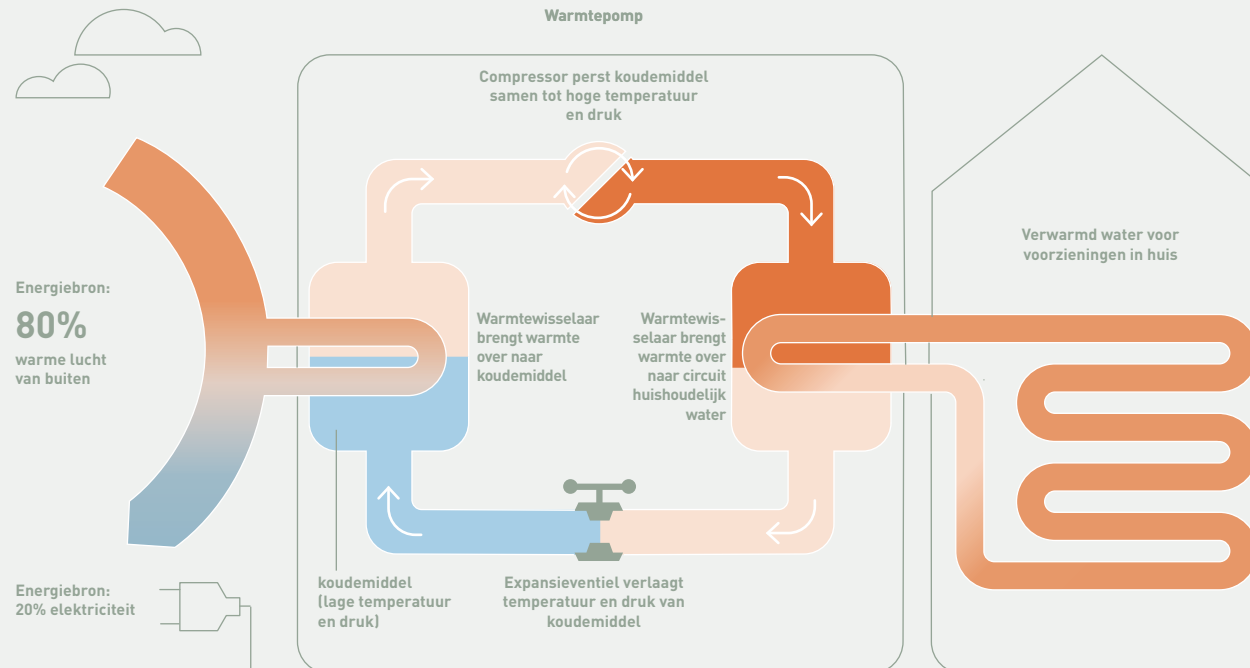 Warmtepomp
Compressor perst koudemiddel
samen tot hoge temperatuur
en druk
Verwarmd water voor
voorzieningen in huis
Energiebron:
80%
warme lucht
van buiten
Warmtewisselaar
brengt warmte
over naar
koudemiddel
Warmtewis-
selaar brengt
warmte over
naar circuit
huishoudelijk
water
Energiebron:
20% elektriciteit
koudemiddel
(lage temperatuur
en druk)
Expansieventiel verlaagt
temperatuur en druk van
koudemiddel